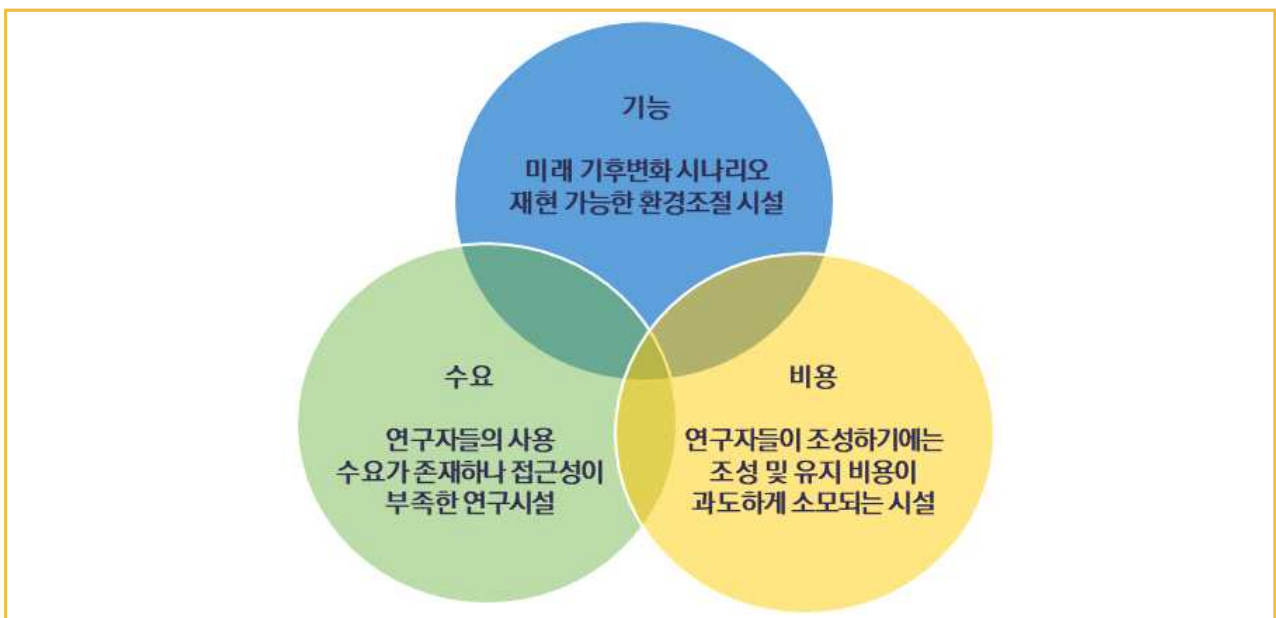 기능
미래 기후변화 시나리오
재현 가능한 환경조절 시설
수요
연구자들의 사용
수요가 존재하나 접근성이
부족한 연구시설
비용
연구자들이 조성하기에는
조성 및 유지 비용이
과도하게 소모되는 시설